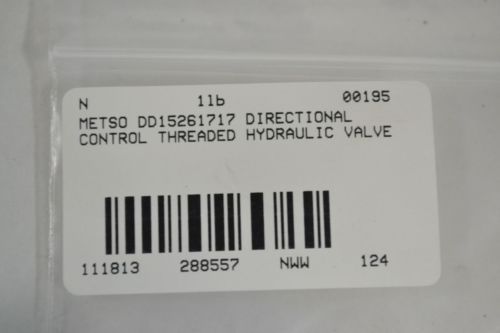 N 1lb 00195
METSO DD15261717 DIRECTIONAL
CONTROL THREADED HYDRAULIC VALVE
111813 288557 NWW 124